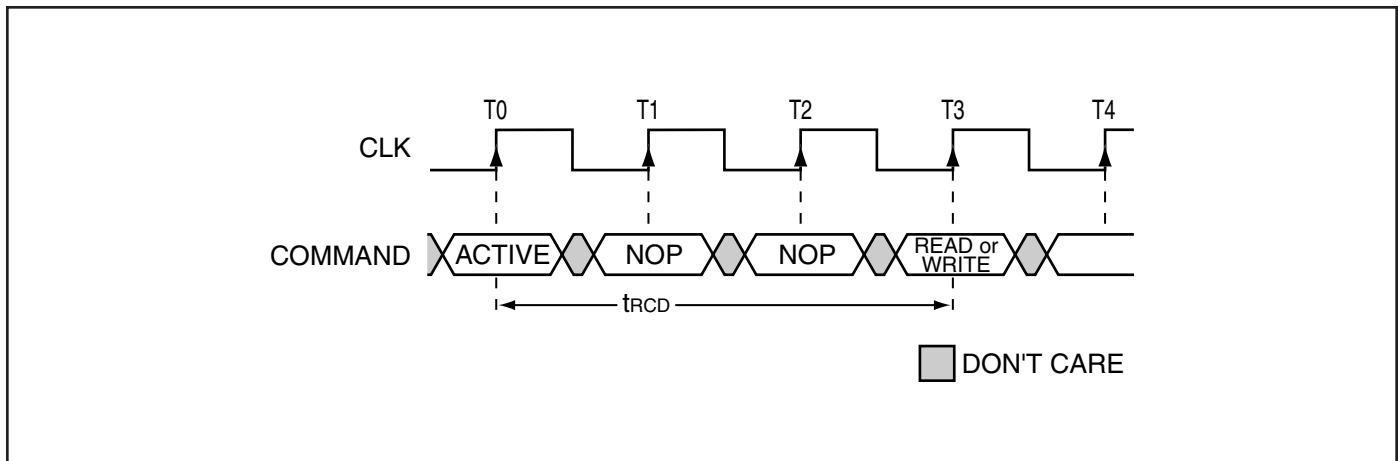 T0 T1 T2 T3 T4
CLK
COMMAND ACTIVE NOP NOP READ or
WRITE
tRCD
DON'T CARE